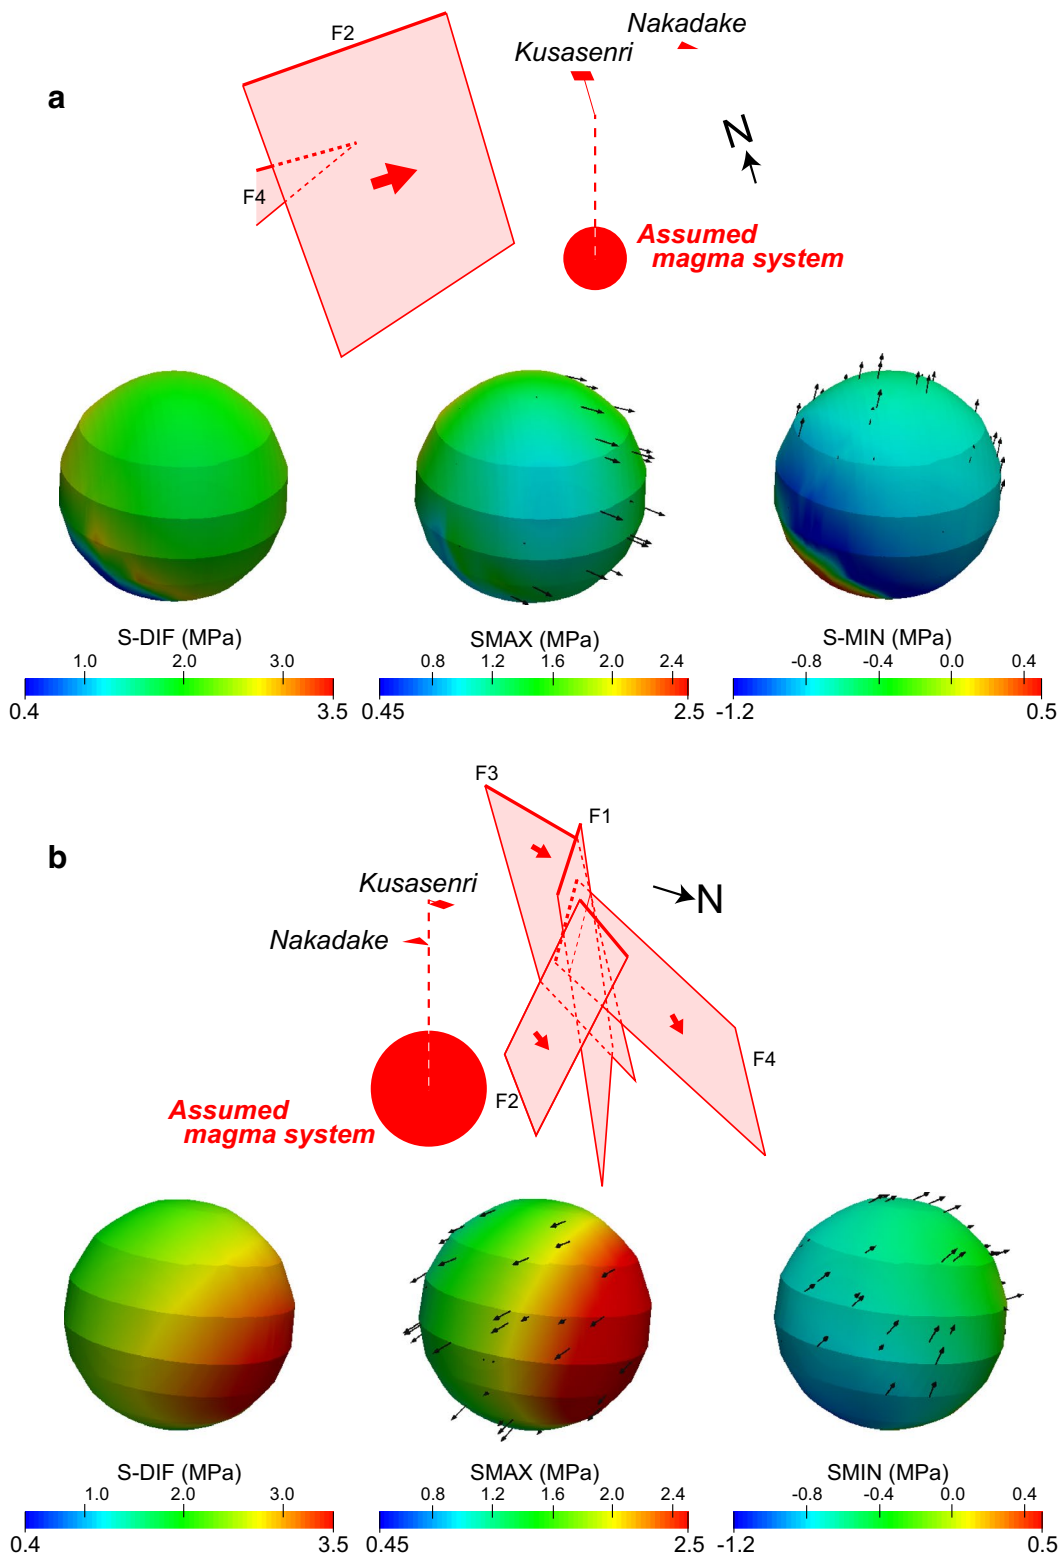 a
F2
Nakadake
Kusasenri
N
F4
Assumed
magma system
S-DIF (MPa)
1.0 2.0 3.0
0.4 3.5
SMAX (MPa)
0.8 1.2 1.6 2.0 2.4
0.45 2.5
S-MIN (MPa)
-0.8 -0.4 0.0 0.4
-1.2 0.5
b
F3
F1
Kusasenri
N
Nakadake
F4
F2
Assumed
magma system
S-DIF (MPa)
1.0 2.0 3.0
0.4 3.5
SMAX (MPa)
0.8 1.2 1.6 2.0 2.4
0.45 2.5
SMIN (MPa)
-0.8 -0.4 0.0 0.4
-1.2 0.5